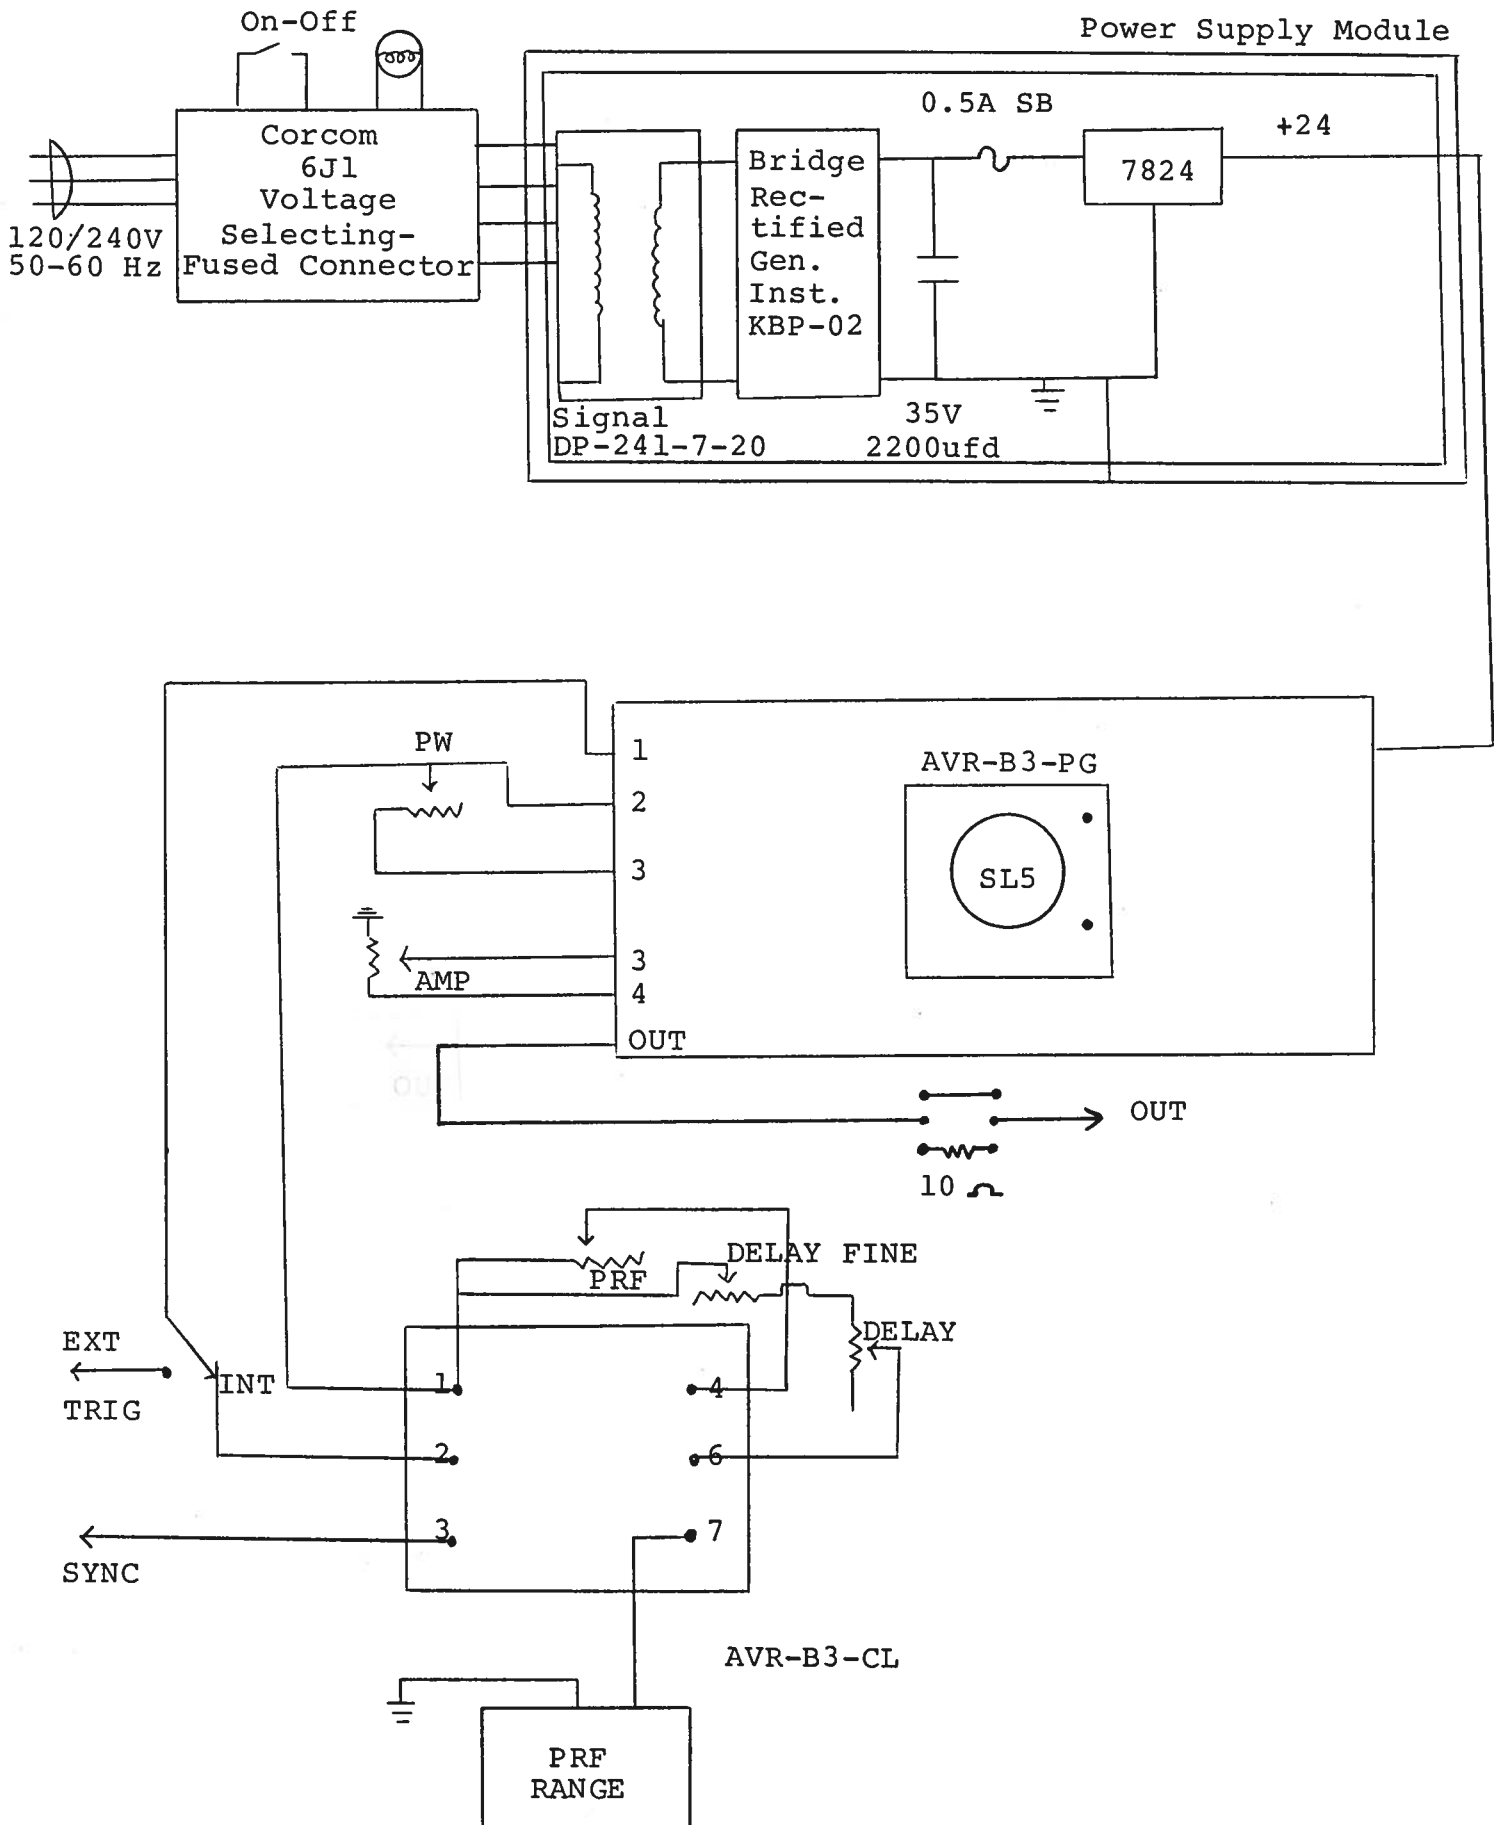 On-Off
Power Supply Module
0.5A SB
+24
Corcom
6J1
Voltage
Selecting-
Fused Connector
120/240V
50-60 Hz
Bridge
Rec-
tified
Gen.
Inst.
KBP-02
7824
Signal
DP-241-7-20
35V
2200ufd
PW
1
2
3
3
4
OUT
AMP
AVR-B3-PG
SL5
OUT
10 Ω
PRF
DELAY FINE
DELAY
EXT
TRIG
INT
1
2
3
4
6
7
SYNC
AVR-B3-CL
PRF
RANGE